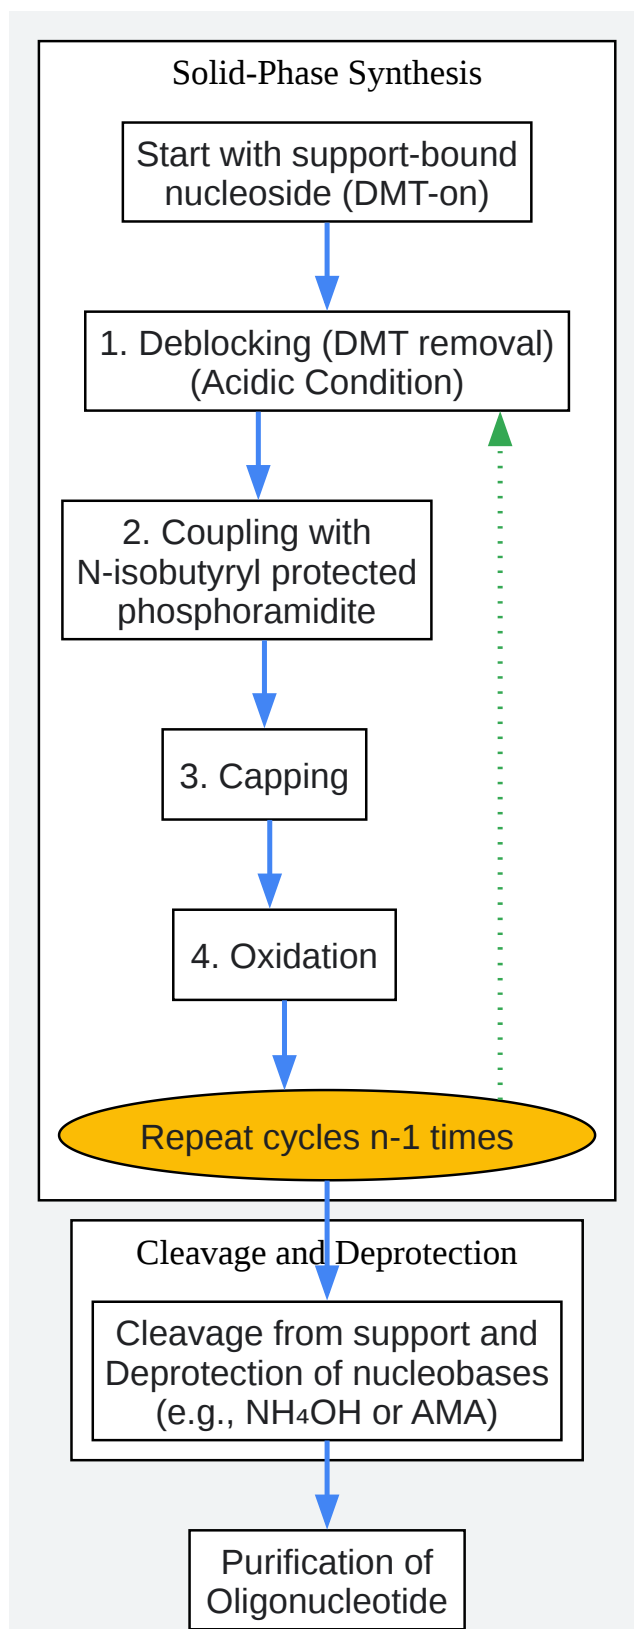 Solid-Phase Synthesis
Start with support-bound
nucleoside (DMT-on)
1. Deblocking (DMT removal)
(Acidic Condition)
2. Coupling with
N-isobutyryl protected
phosphoramidite
3. Capping
4. Oxidation
Repeat cycles n-1 times
Cleavage and Deprotection
Cleavage from support and
Deprotection of nucleobases
(e.g., NH₄OH or AMA)
Purification of
Oligonucleotide